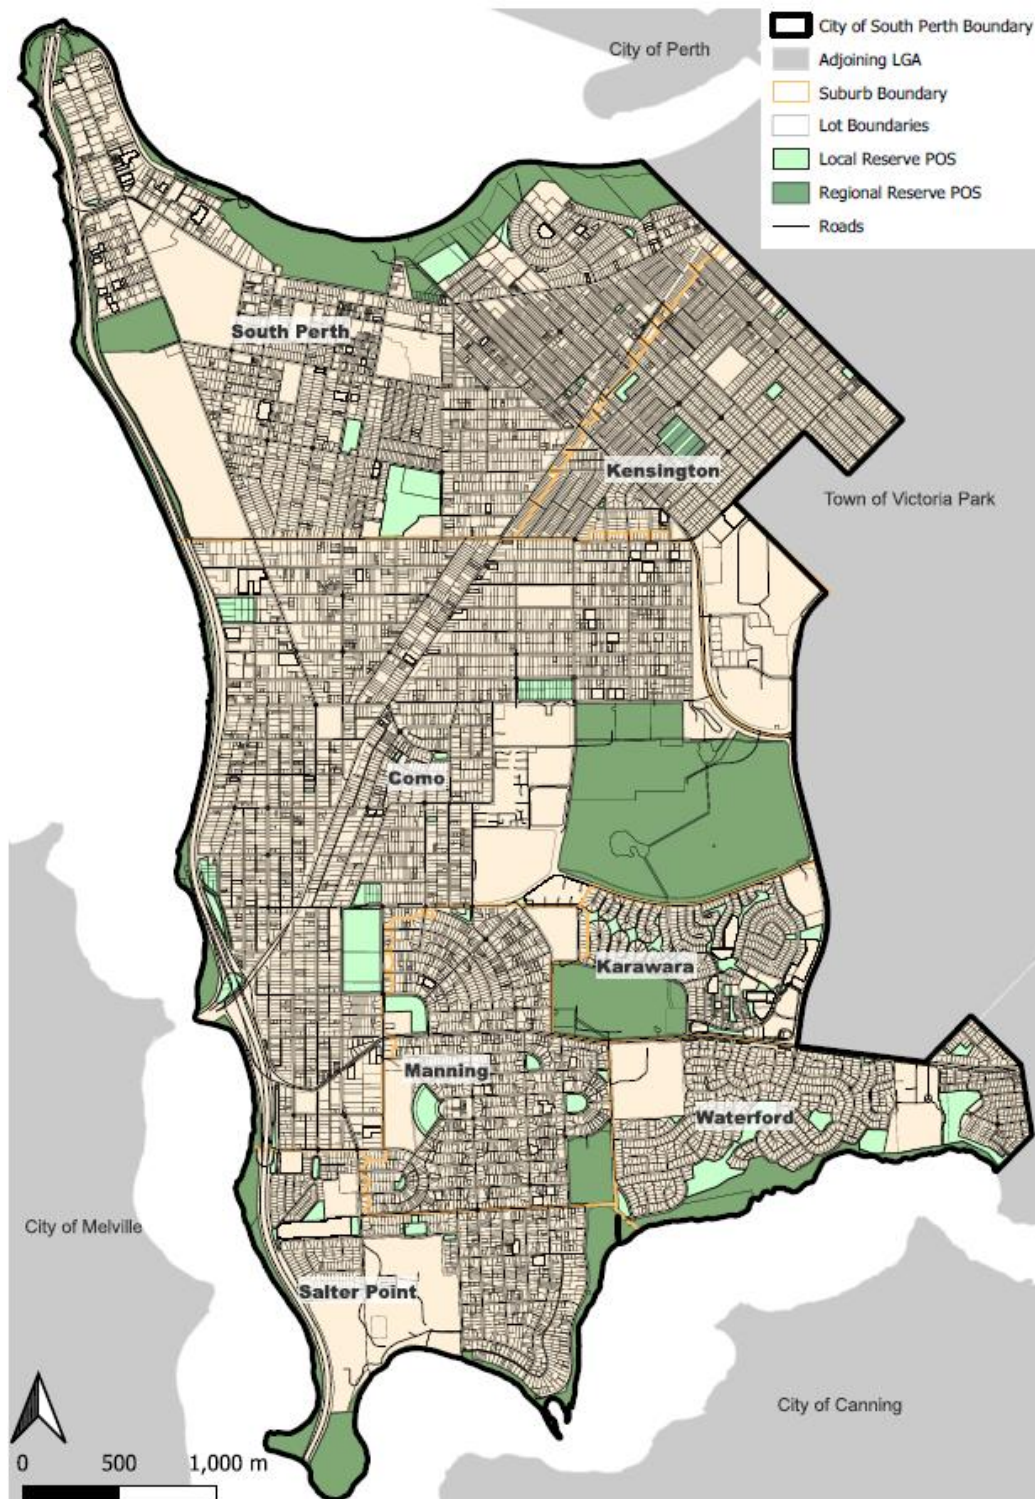 City of Perth
City of South Perth Boundary
Adjoining LGA
Suburb Boundary
Lot Boundaries
Local Reserve POS
Regional Reserve POS
Roads
South Perth
Kensington
Town of Victoria Park
Como
Karawara
Manning
Waterford
City of Melville
Salter Point
City of Canning
0 500 1,000 m